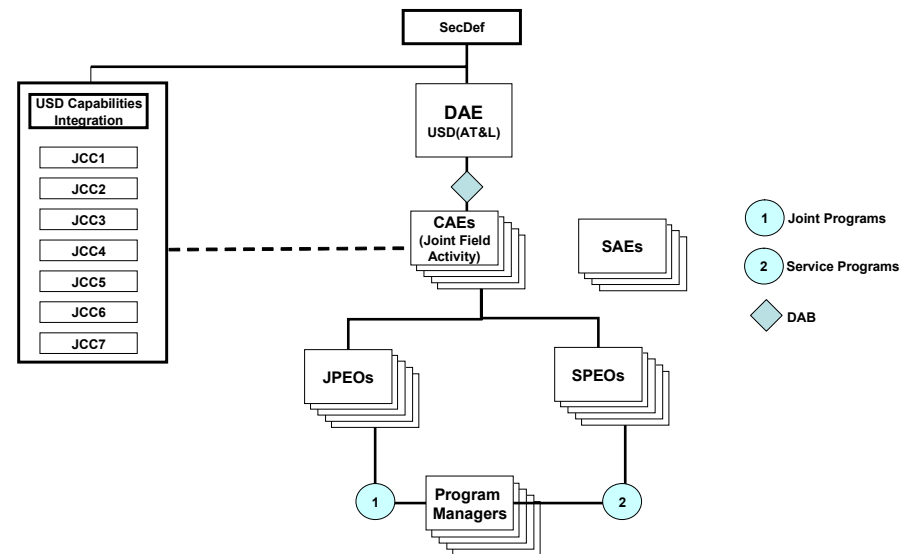 SecDef
USD Capabilities
Integration
JCC1
JCC2
JCC3
JCC4
JCC5
JCC6
JCC7
DAE
USD(AT&L)
CAEs
(Joint Field
Activity)
SAEs
JPEOs
SPEOs
1
Program
Managers
2
1 Joint Programs
2 Service Programs
DAB